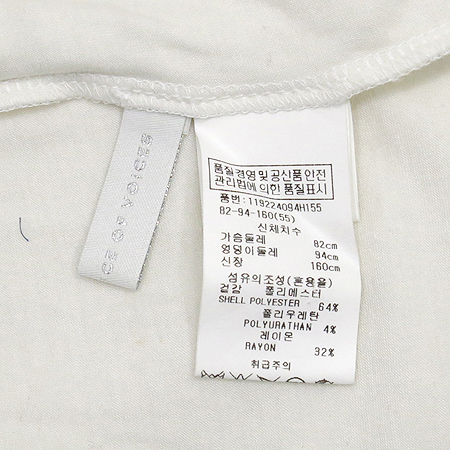 품질경영및공산품안전
관리법에의한품질표시
품번: 119224094H155
82-94-160(55)
신체치수
가슴둘레 82cm
엉덩이둘레 94cm
신장 160cm
섬유의조성(혼용율)
겉감 폴리에스터
SHELL POLYESTER 64%
폴리우레탄
POLYURATHAN 4%
레이온
RAYON 32%
취급주의